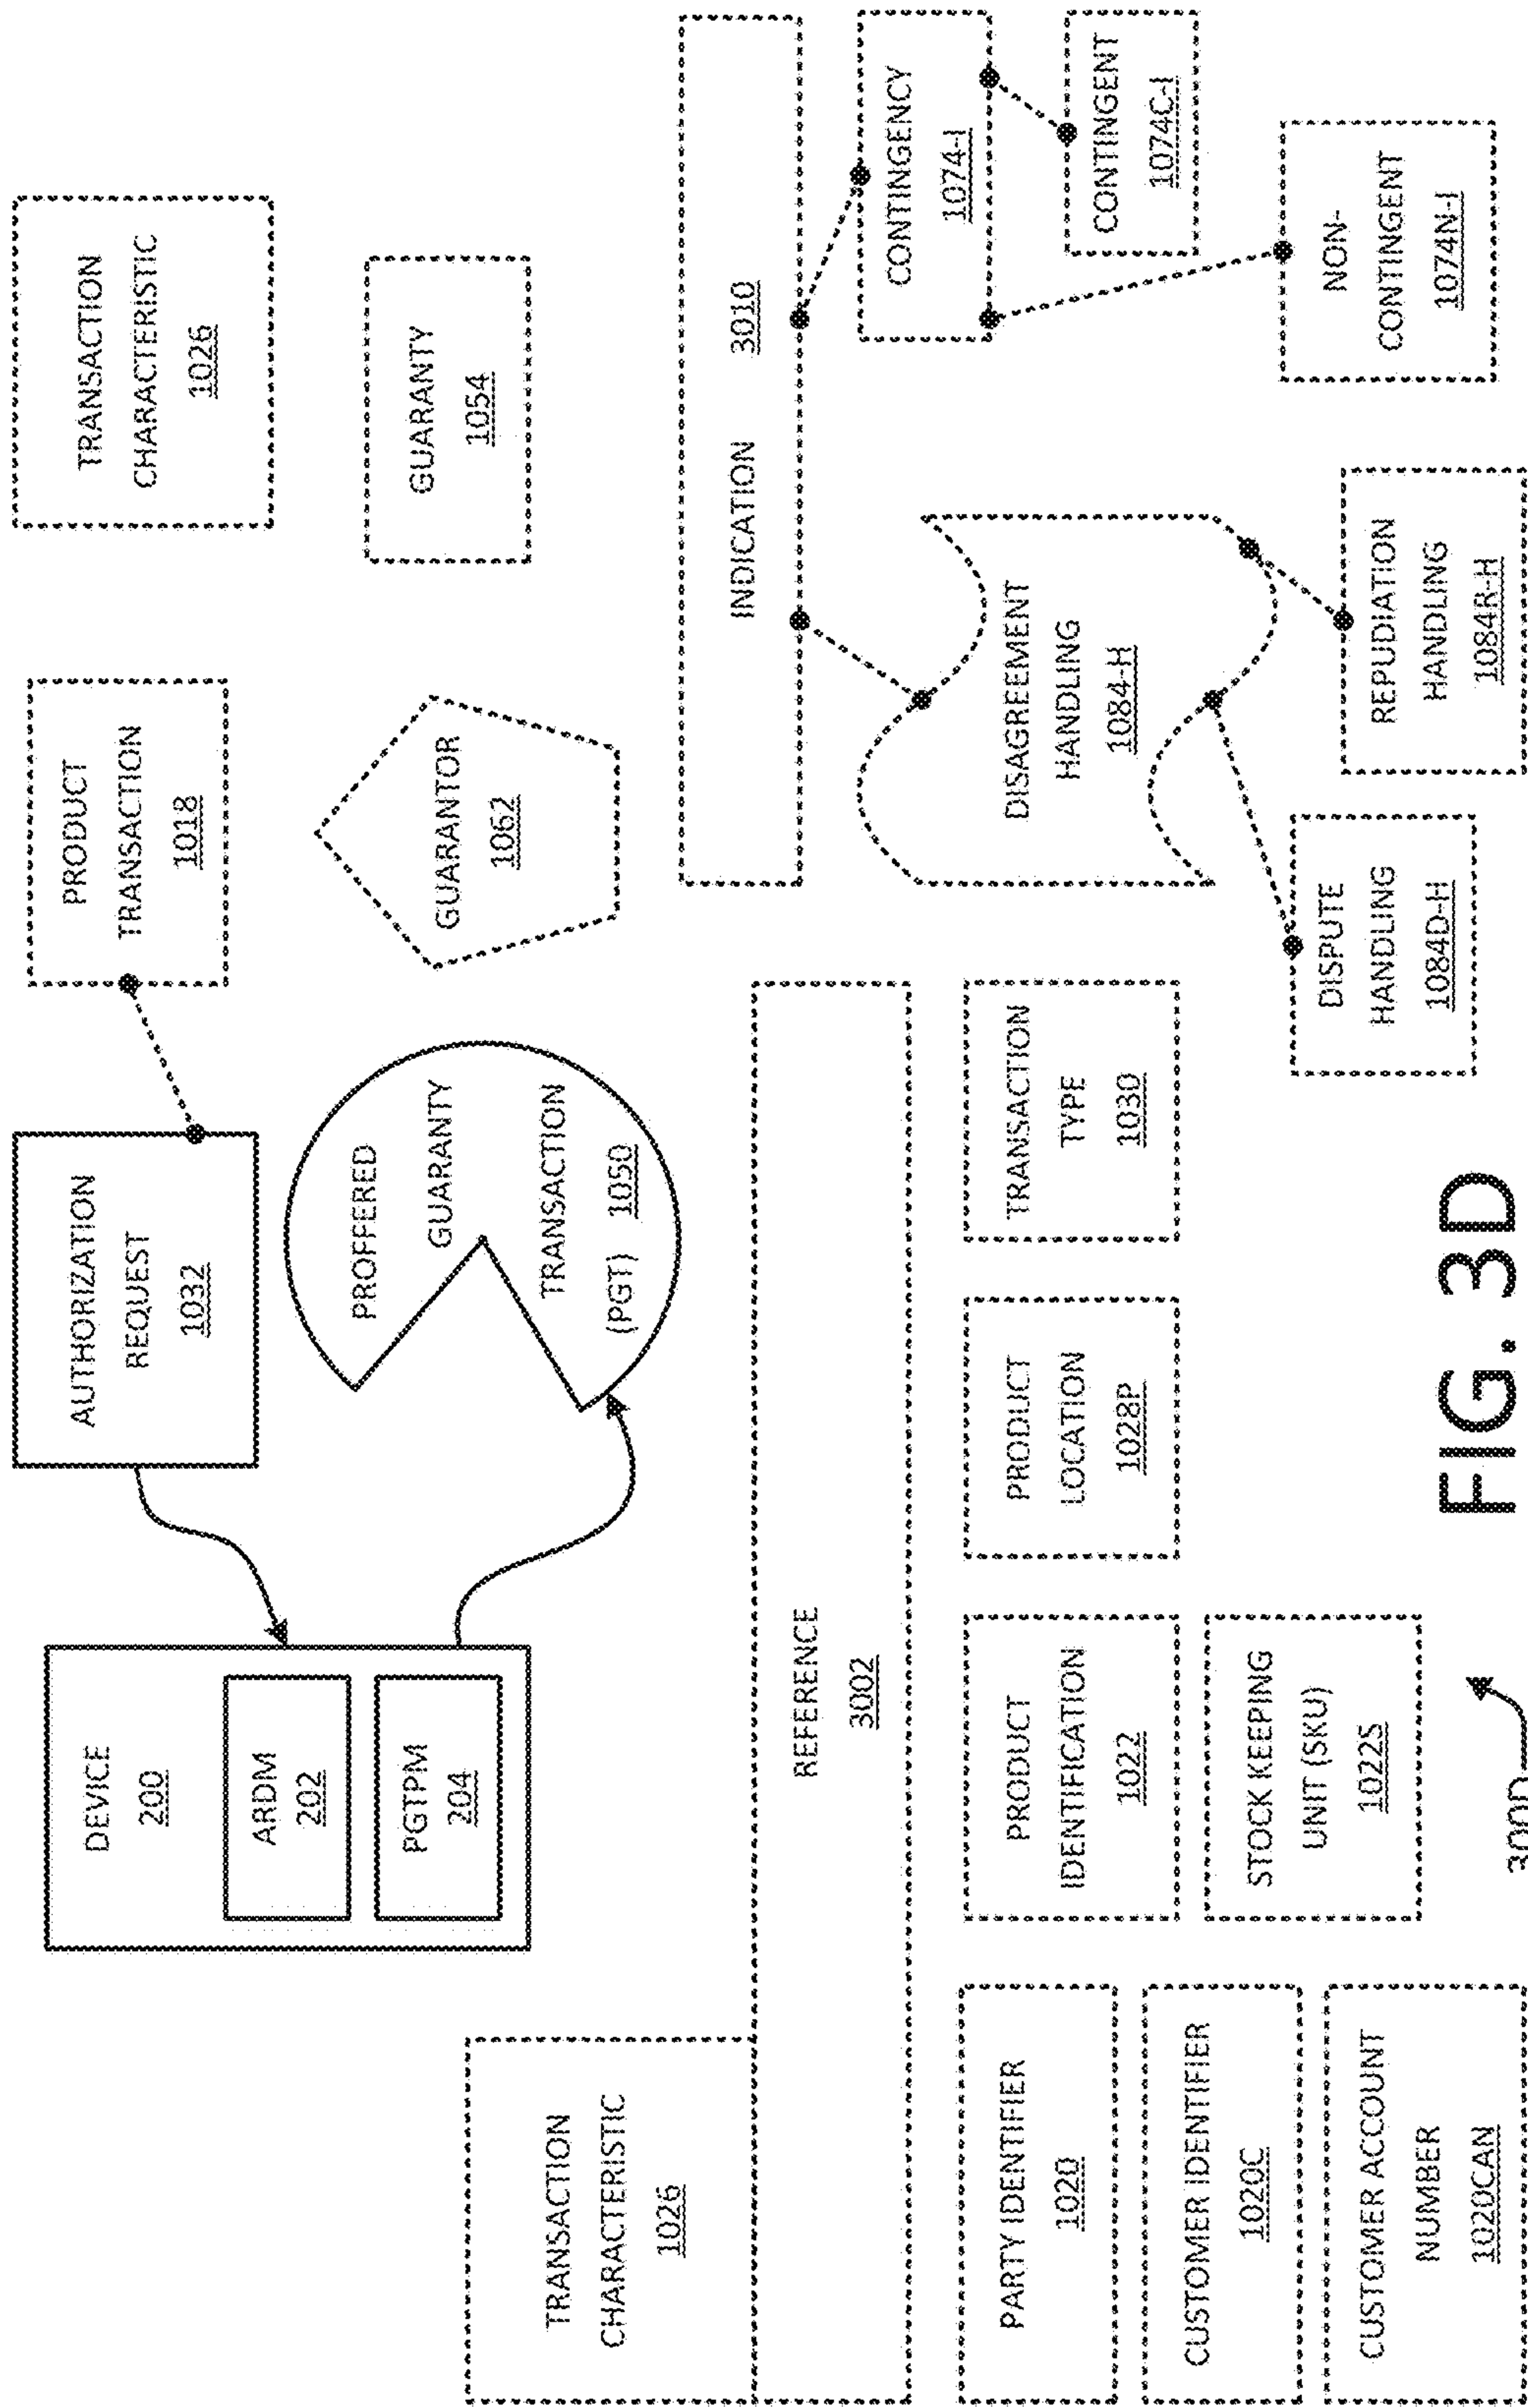 DEVICE
200
ARDM
202
PGTPM
204
AUTHORIZATION
REQUEST
1032
PRODUCT
TRANSACTION
1018
TRANSACTION
CHARACTERISTIC
1026
PROFFERED
GUARANTY
TRANSACTION
(PGT) 1050
GUARANTOR
1062
GUARANTY
1054
TRANSACTION
CHARACTERISTIC
1026
REFERENCE
3002
INDICATION 3010
PARTY IDENTIFIER
1020
CUSTOMER IDENTIFIER
1020C
CUSTOMER ACCOUNT
NUMBER
1020CAN
PRODUCT
IDENTIFICATION
1022
STOCK KEEPING
UNIT (SKU)
1022S
PRODUCT
LOCATION
1028P
TRANSACTION
TYPE
1030
DISAGREEMENT
HANDLING
1084-H
DISPUTE
HANDLING
1084D-H
REPUDIATION
HANDLING
1084R-H
CONTINGENCY
1074-I
CONTINGENT
1074C-I
NON-
CONTINGENT
1074N-I
300D
FIG. 3D